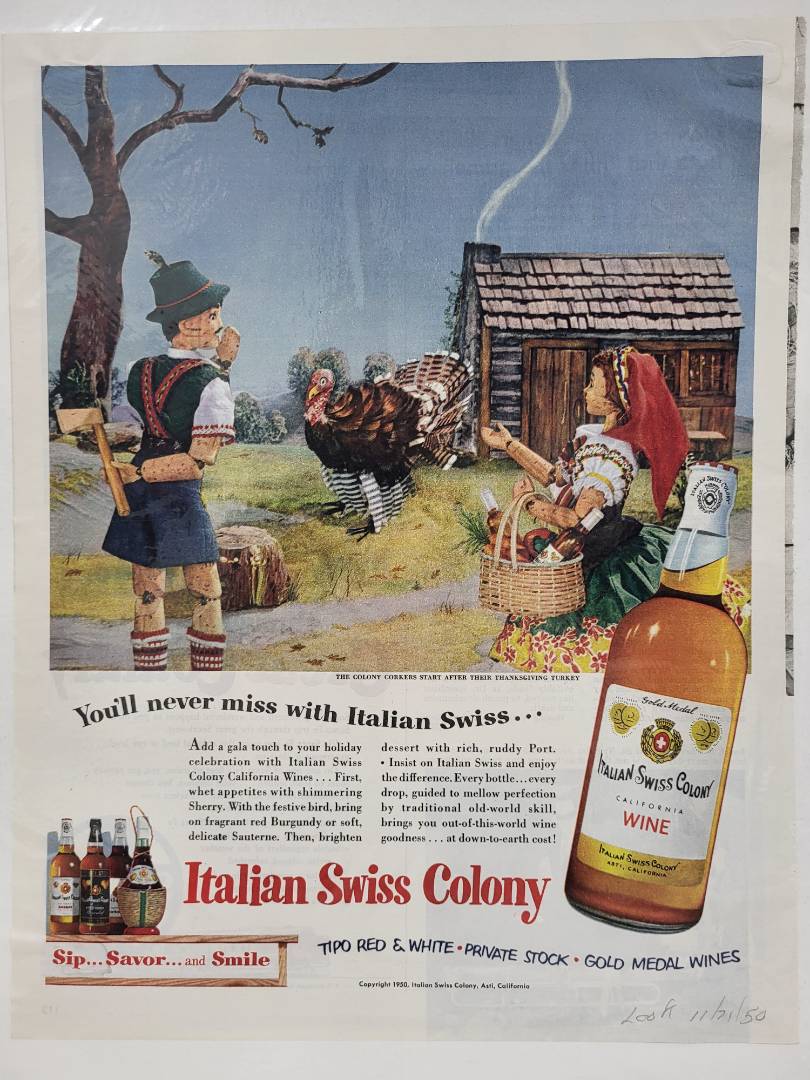 THE COLONY CORKERS START AFTER THEIR THANKSGIVING TURKEY
You'll never miss with Italian Swiss...
Add a gala touch to your holiday
celebration with Italian Swiss
Colony California Wines... First,
whet appetites with shimmering
Sherry. With the festive bird, bring
on fragrant red Burgundy or soft,
delicate Sauterne. Then, brighten
dessert with rich, ruddy Port.
• Insist on Italian Swiss and enjoy
the difference. Every bottle...every
drop, guided to mellow perfection
by traditional old-world skill,
brings you out-of-this-world wine
goodness...at down-to-earth cost!
ITALIAN SWISS COLONY
Gold Medal
ITALIAN SWISS COLONY
CALIFORNIA
WINE
ITALIAN SWISS COLONY
ASTI, CALIFORNIA
Italian Swiss Colony
Sip... Savor...and Smile
TIPO RED & WHITE • PRIVATE STOCK • GOLD MEDAL WINES
Copyright 1950, Italian Swiss Colony, Asti, California
Look 11/21/50